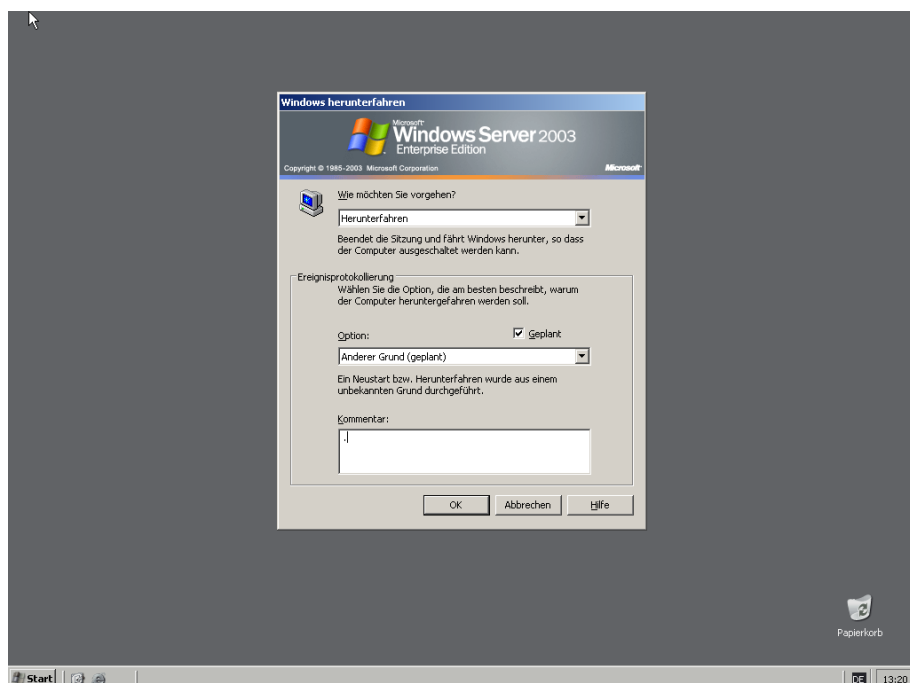 Windows herunterfahren
Microsoft
Windows Server 2003
Enterprise Edition
Copyright © 1985-2003 Microsoft Corporation
Microsoft
Wie möchten Sie vorgehen?
Herunterfahren
Beendet die Sitzung und fährt Windows herunter, so dass
der Computer ausgeschaltet werden kann.
Ereignisprotokollierung
Wählen Sie die Option, die am besten beschreibt, warum
der Computer heruntergefahren werden soll.
Option:
Geplant
Anderer Grund (geplant)
Ein Neustart bzw. Herunterfahren wurde aus einem
unbekannten Grund durchgeführt.
Kommentar:
.
OK Abbrechen Hilfe
Papierkorb
Start DE 13:20